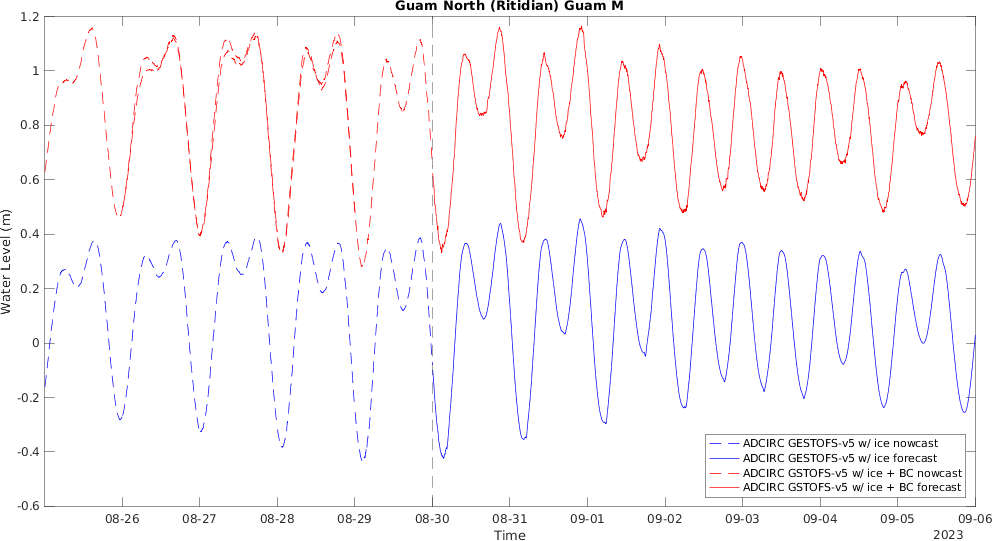 Guam North (Ritidian) Guam M
1.2
1
0.8
0.6
0.4
0.2
0
-0.2
-0.4
-0.6
Water Level (m)
ADCIRC GESTOFS-v5 w/ ice nowcast
ADCIRC GESTOFS-v5 w/ ice forecast
ADCIRC GSTOFS-v5 w/ ice + BC nowcast
ADCIRC GSTOFS-v5 w/ ice + BC forecast
08-26 08-27 08-28 08-29 08-30 08-31 09-01 09-02 09-03 09-04 09-05 09-06
Time
2023